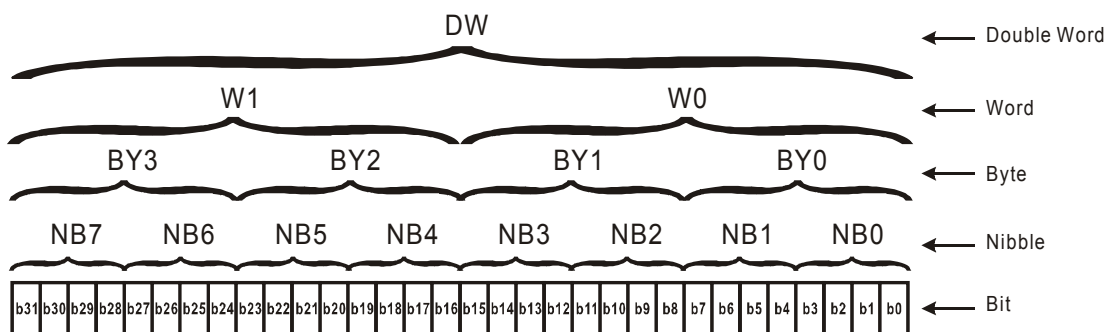 DW Double Word
W1 W0 Word
BY3 BY2 BY1 BY0 Byte
NB7 NB6 NB5 NB4 NB3 NB2 NB1 NB0 Nibble
b31 b30 b29 b28 b27 b26 b25 b24 b23 b22 b21 b20 b19 b18 b17 b16 b15 b14 b13 b12 b11 b10 b9 b8 b7 b6 b5 b4 b3 b2 b1 b0 Bit